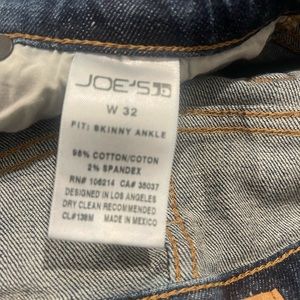 JOE'S
W 32
FIT: SKINNY ANKLE
98% COTTON/COTON
2% SPANDEX
RN# 106214 CA# 38037
DESIGNED IN LOS ANGELES
DRY CLEAN RECOMMENDED.
CL#138M MADE IN MEXICO